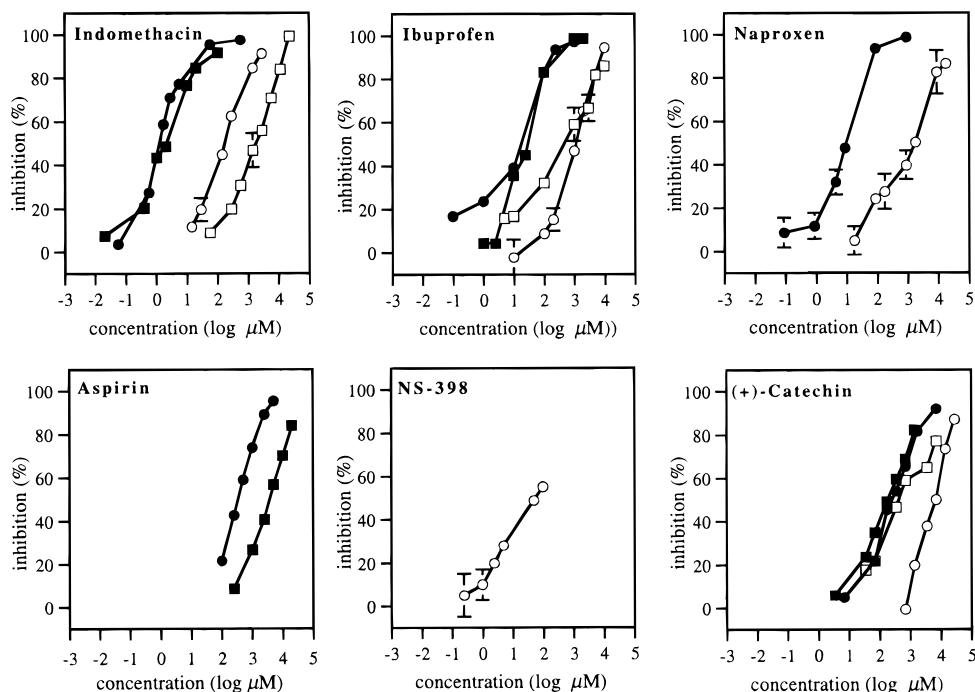 Indomethacin
Ibuprofen
Naproxen
inhibition (%)
100
80
60
40
20
0
-3 -2 -1 0 1 2 3 4 5
concentration (log μM)
inhibition (%)
100
80
60
40
20
0
-3 -2 -1 0 1 2 3 4 5
concentration (log μM))
inhibition (%)
100
80
60
40
20
0
-3 -2 -1 0 1 2 3 4 5
concentration (log μM)
Aspirin
NS-398
(+)-Catechin
inhibition (%)
100
80
60
40
20
0
-3 -2 -1 0 1 2 3 4 5
concentration (log μM)
inhibition (%)
100
80
60
40
20
0
-3 -2 -1 0 1 2 3 4 5
concentration (log μM)
inhibition (%)
100
80
60
40
20
0
-3 -2 -1 0 1 2 3 4 5
concentration (log μM)